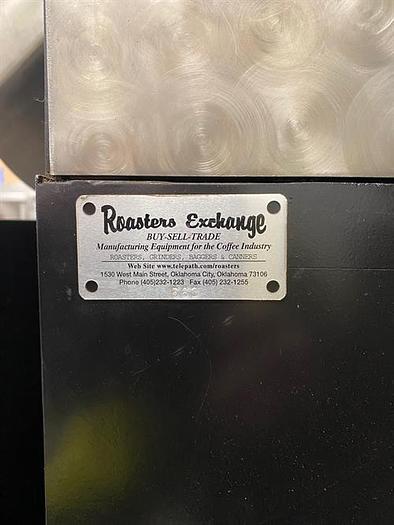 Roasters Exchange
BUY-SELL-TRADE
Manufacturing Equipment for the Coffee Industry
ROASTERS, GRINDERS, BAGGERS & CANNERS
Web Site www.telepath.com/roasters
1530 West Main Street, Oklahoma City, Oklahoma 73106
Phone (405)232-1223 Fax (405) 232-1255